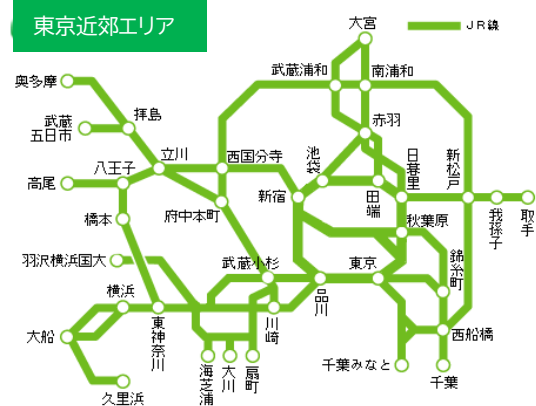 東京近郊エリア
JR線
大宮
奥多摩
武蔵浦和
南浦和
武蔵
五日市
拝島
赤羽
立川
西国分寺
池袋
日暮里
新松戸
八王子
高尾
新宿
田端
我孫子
取手
橋本
府中本町
秋葉原
羽沢横浜国大
武蔵小杉
東京
錦糸町
横浜
品川
大船
東神奈川
川崎
西船橋
海芝浦
大川
扇町
千葉みなと
千葉
久里浜